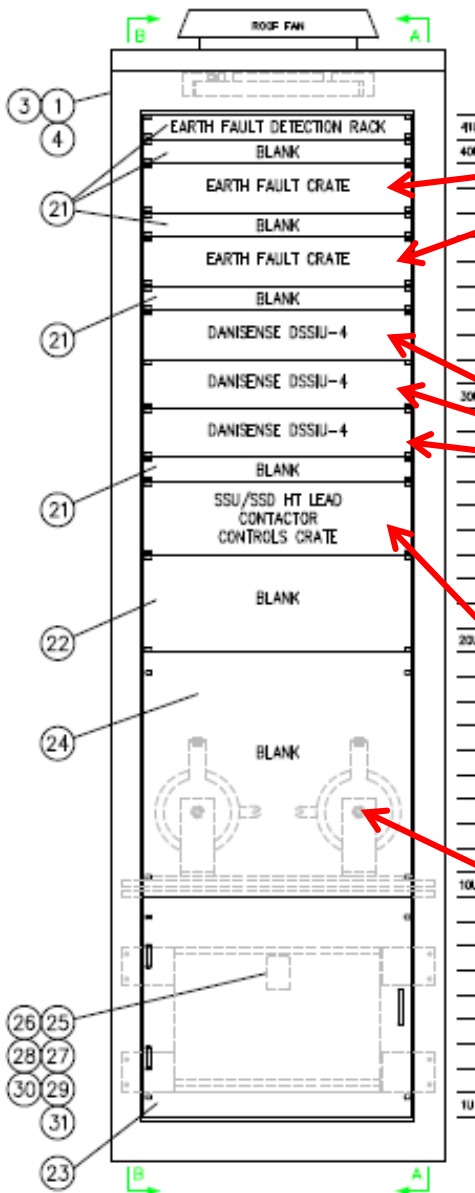 ROOF FAN
B A
3 1
4
EARTH FAULT DETECTION RACK
BLANK
EARTH FAULT CRATE
21
BLANK
EARTH FAULT CRATE
BLANK
21
DANISENSE DSSIU-4
DANISENSE DSSIU-4
DANISENSE DSSIU-4
BLANK
21
SSU/SSD HT LEAD
CONTACTOR
CONTROLS CRATE
BLANK
22
24
BLANK
10U
26 25
28 27
30 29
31
1U
23
B A